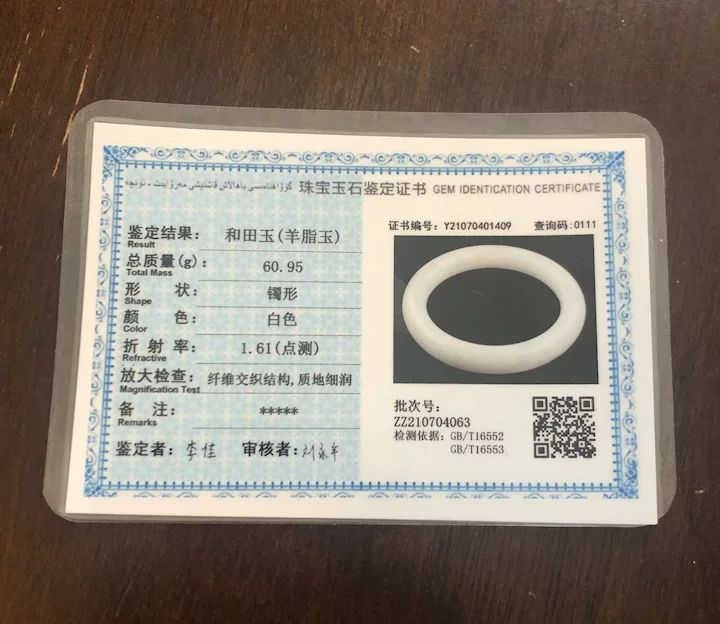 珠宝玉石鉴定证书 GEM IDENTICATION CERTIFICATE
鉴定结果: 和田玉(羊脂玉)
Result
总质量(g): 60.95
Total Mass
形 状: 镯形
Shape
颜 色: 白色
Color
折 射 率: 1.61(点测)
Refractive
放大检查: 纤维交织结构,质地细润
Magnification Test
备 注: *****
Remarks
鉴定者: 李佳 审核者:
证书编号: Y21070401409 查询码:0111
批次号:
ZZ210704063
检测依据: GB/T16552
GB/T16553